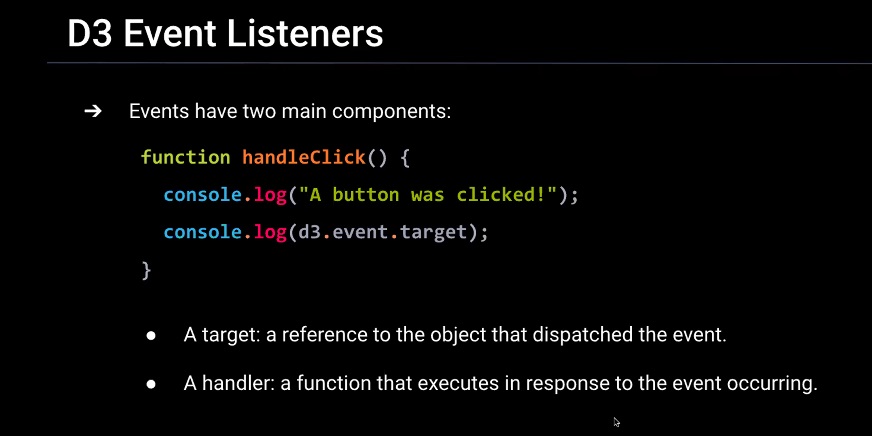 D3 Event Listeners
➔ Events have two main components:
function handleClick() {
console.log("A button was clicked!");
console.log(d3.event.target);
}
● A target: a reference to the object that dispatched the event.
● A handler: a function that executes in response to the event occurring.